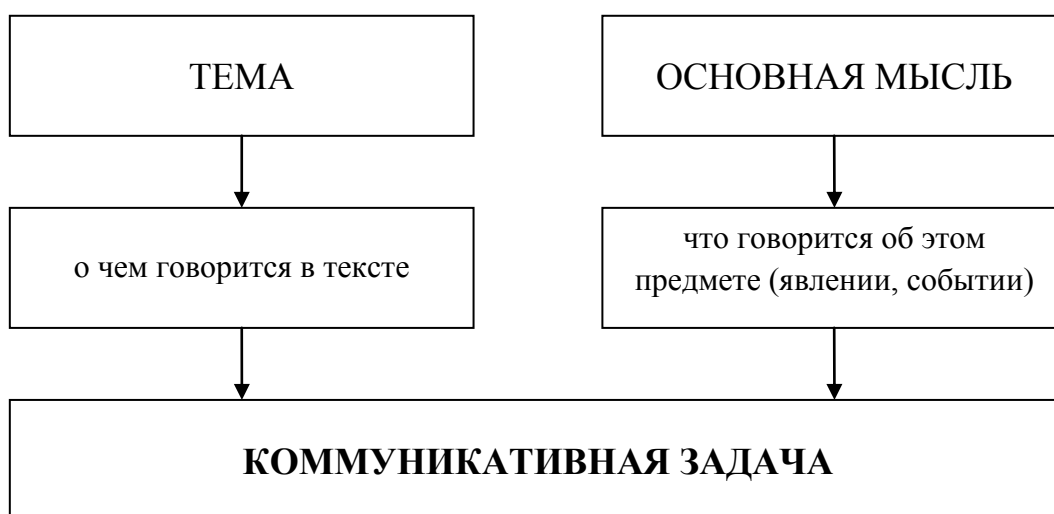 ТЕМА
ОСНОВНАЯ МЫСЛЬ
о чем говорится в тексте
что говорится об этом
предмете (явлении, событии)
КОММУНИКАТИВНАЯ ЗАДАЧА